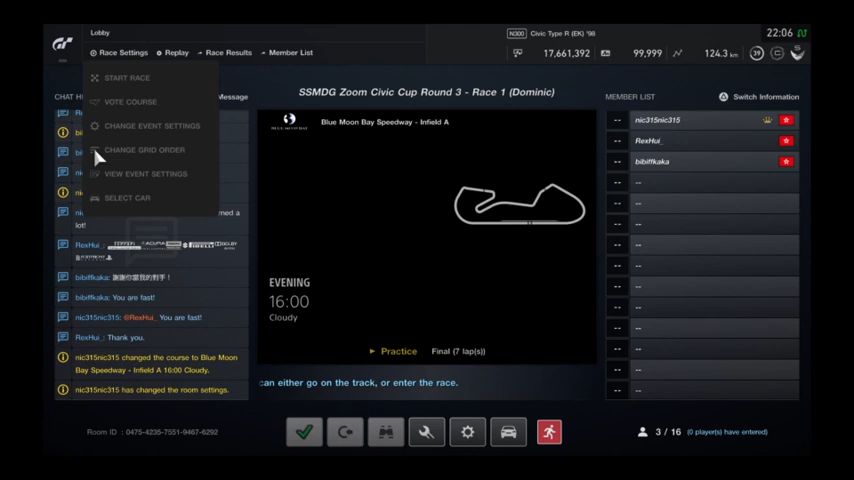 Lobby
N300 Civic Type R (EK) '98
22:06
Race Settings Replay Race Results Member List
17,661,392 99,999 124.3 km 39
START RACE
VOTE COURSE
CHANGE EVENT SETTINGS
CHANGE GRID ORDER
VIEW EVENT SETTINGS
SELECT CAR
CHAT Message
SSMDG Zoom Civic Cup Round 3 - Race 1 (Dominic)
MEMBER LIST Switch Information
BLUE MOON BAY
Blue Moon Bay Speedway - Infield A
-- nic315nic315
-- RexHui_
-- bibiffkaka
-- --
-- --
-- --
-- --
-- --
-- --
-- --
-- --
-- --
-- --
-- --
lot!
RexHui_:
bibiffkaka: 謝謝你當我的對手！
bibiffkaka: You are fast!
nic315nic315: @RexHui_ You are fast!
RexHui_: Thank you.
nic315nic315 changed the course to Blue Moon
Bay Speedway - Infield A 16:00 Cloudy.
nic315nic315 has changed the room settings.
EVENING
16:00
Cloudy
Practice Final (7 lap(s))
can either go on the track, or enter the race.
Room ID : 0475-4235-7551-9467-6292
3 / 16 (0 player(s) have entered)